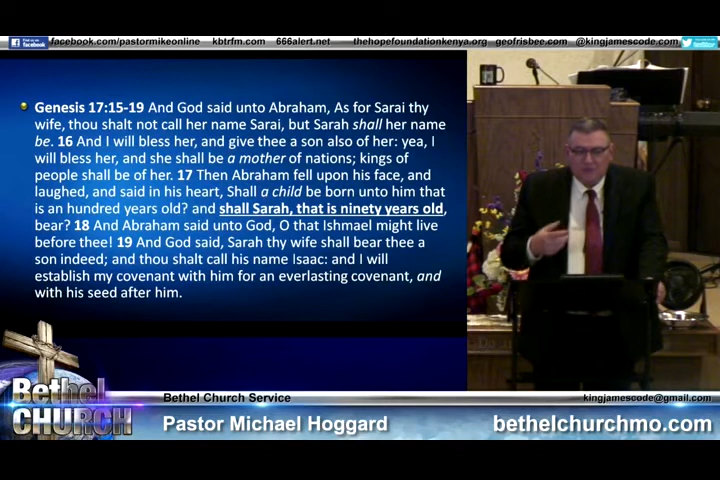 Find us on facebook
facebook.com/pastormikeonline kbtrfm.com 666alert.net thehopefoundationkenya.org geofrisbee.com @kingjamescode.com twitter
Genesis 17:15-19 And God said unto Abraham, As for Sarai thy
wife, thou shalt not call her name Sarai, but Sarah shall her name
be. 16 And I will bless her, and give thee a son also of her: yea, I
will bless her, and she shall be a mother of nations; kings of
people shall be of her. 17 Then Abraham fell upon his face, and
laughed, and said in his heart, Shall a child be born unto him that
is an hundred years old? and shall Sarah, that is ninety years old,
bear? 18 And Abraham said unto God, O that Ishmael might live
before thee! 19 And God said, Sarah thy wife shall bear thee a
son indeed; and thou shalt call his name Isaac: and I will
establish my covenant with him for an everlasting covenant, and
with his seed after him.
Bethel
CHURCH
Bethel Church Service kingjamescode@gmail.com
Pastor Michael Hoggard bethelchurchmo.com